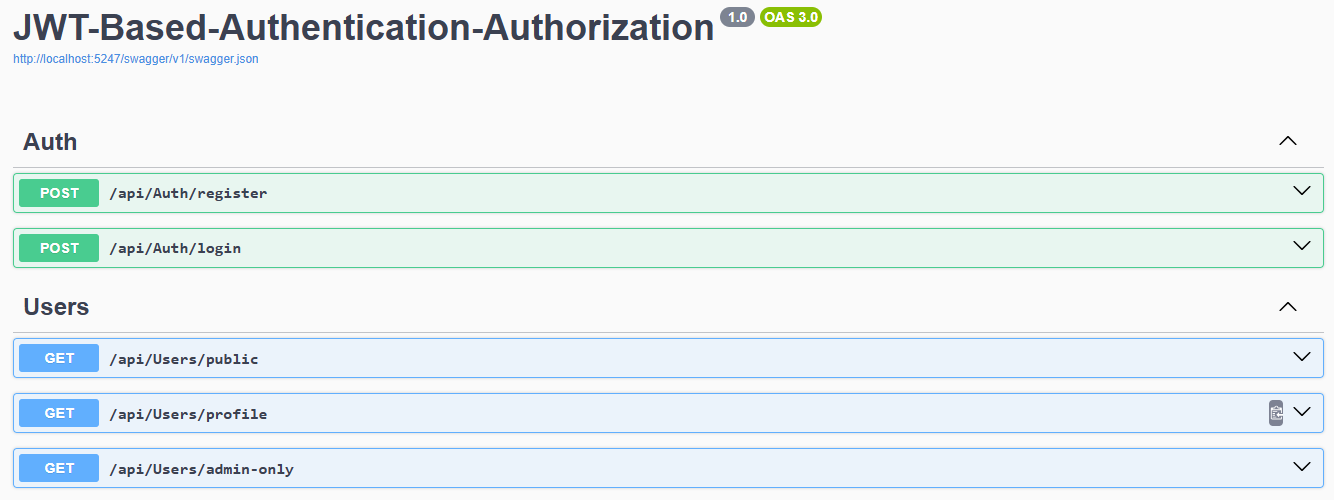 JWT-Based-Authentication-Authorization 1.0 OAS 3.0
http://localhost:5247/swagger/v1/swagger.json
Auth
POST /api/Auth/register
POST /api/Auth/login
Users
GET /api/Users/public
GET /api/Users/profile
GET /api/Users/admin-only